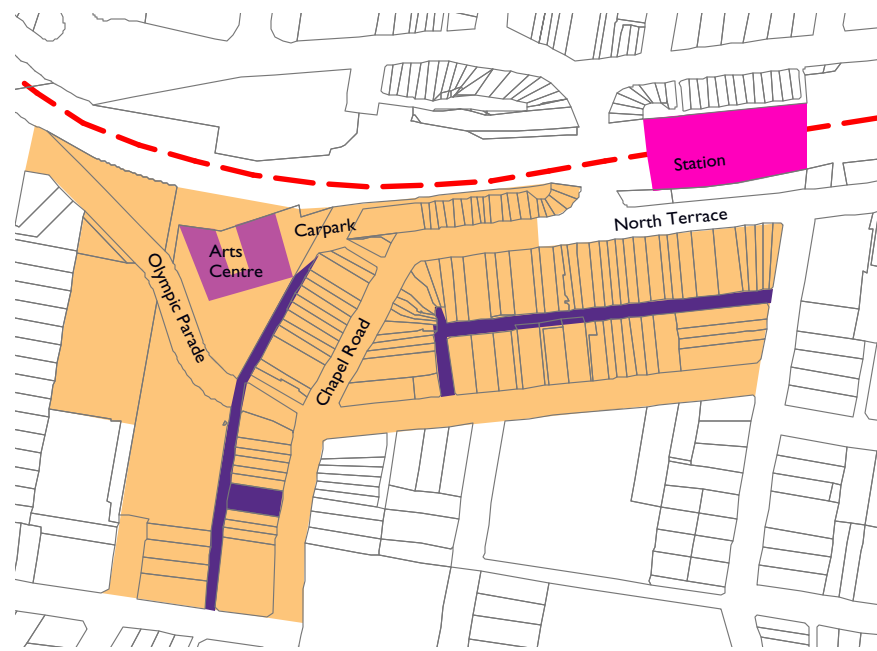 Station
North Terrace
Carpark
Arts
Centre
Olympic Parade
Chapel Road